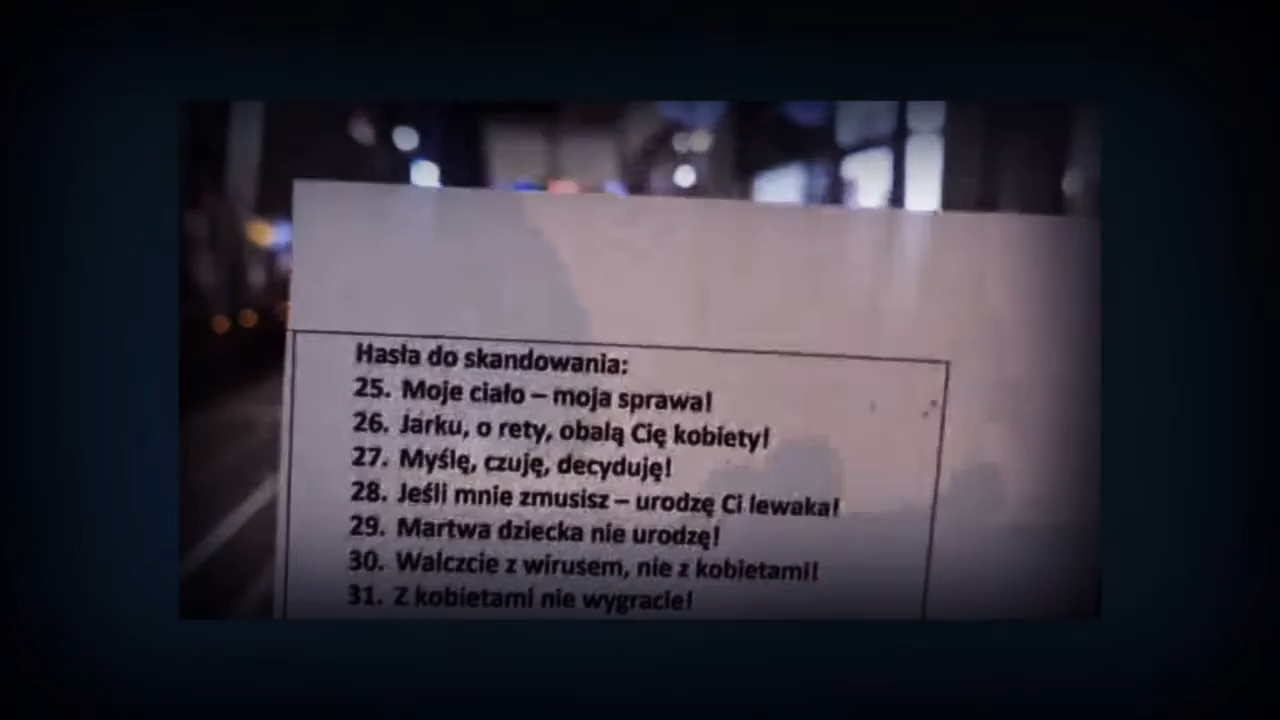 Hasła do skandowania:
25. Moje ciało – moja sprawa!
26. Jarku, o rety, obalą Cię kobiety!
27. Myślę, czuję, decyduję!
28. Jeśli mnie zmusisz – urodzę Ci lewaka!
29. Martwa dziecka nie urodzę!
30. Walczcie z wirusem, nie z kobietami!
31. Z kobietami nie wygracie!